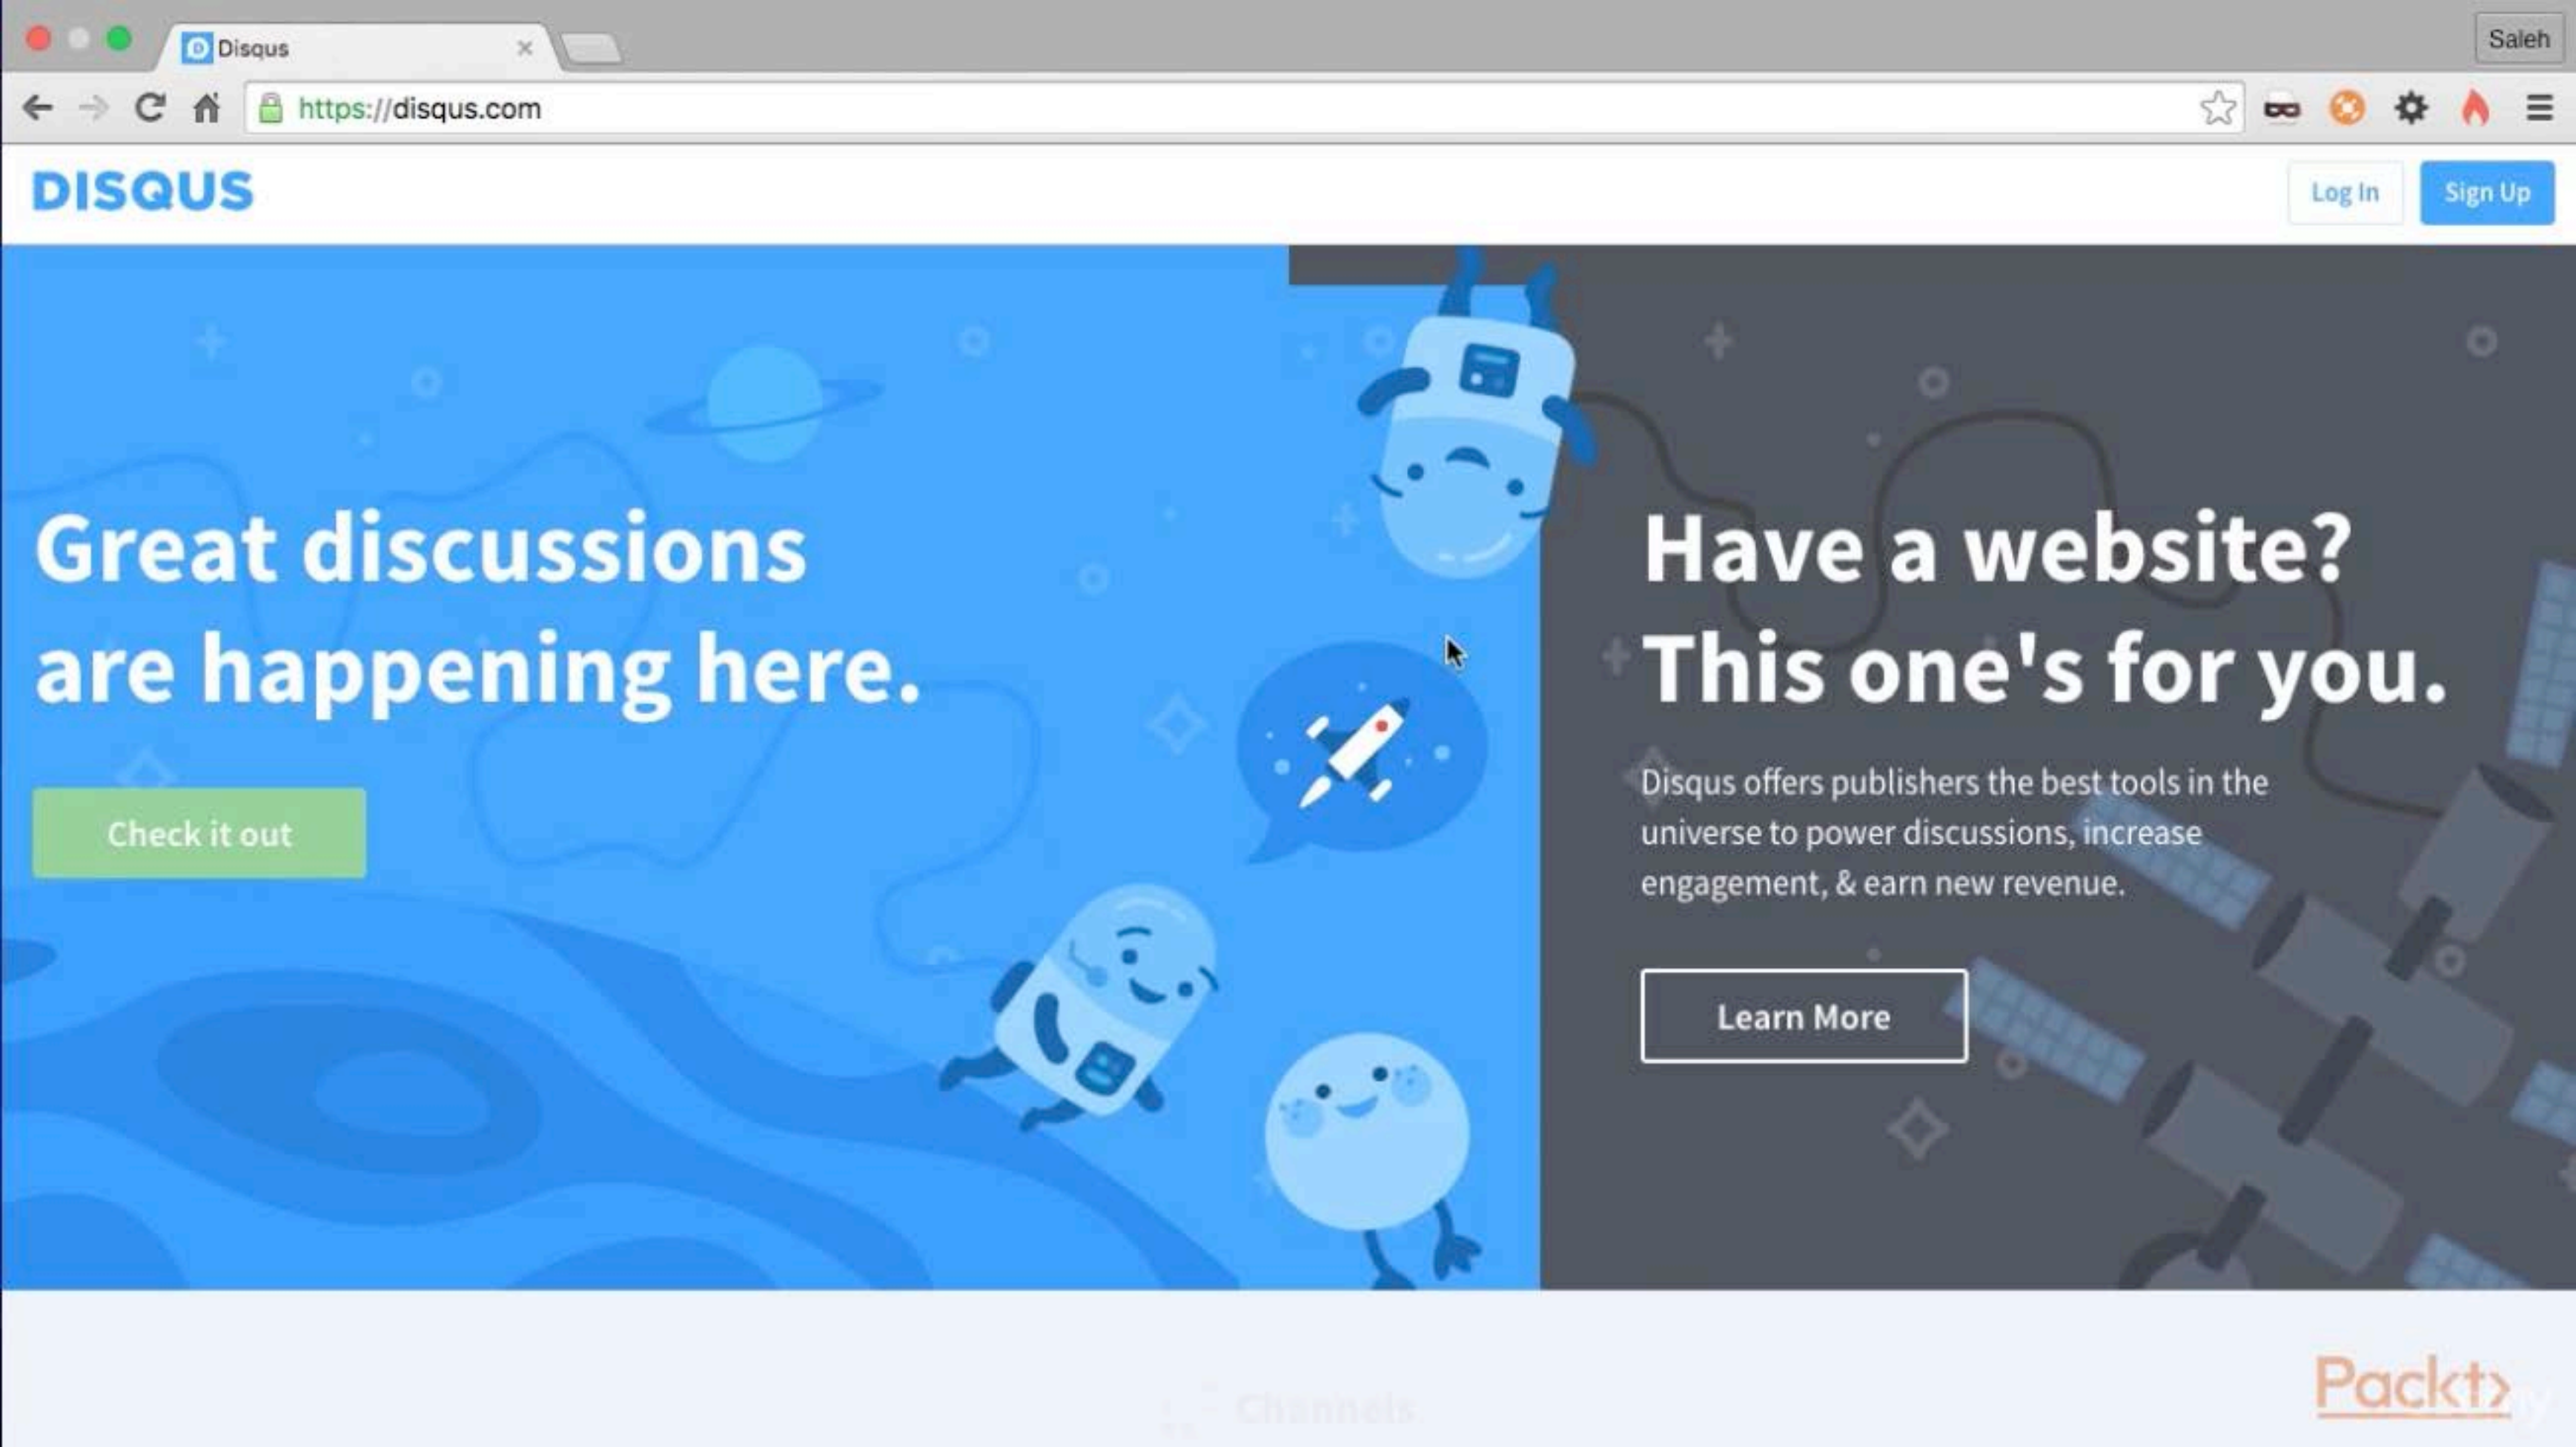 Disqus
Saleh
https://disqus.com
DISQUS
Log In
Sign Up
Great discussions
are happening here.
Check it out
Have a website?
This one's for you.
Disqus offers publishers the best tools in the
universe to power discussions, increase
engagement, & earn new revenue.
Learn More
Channels
Packt>